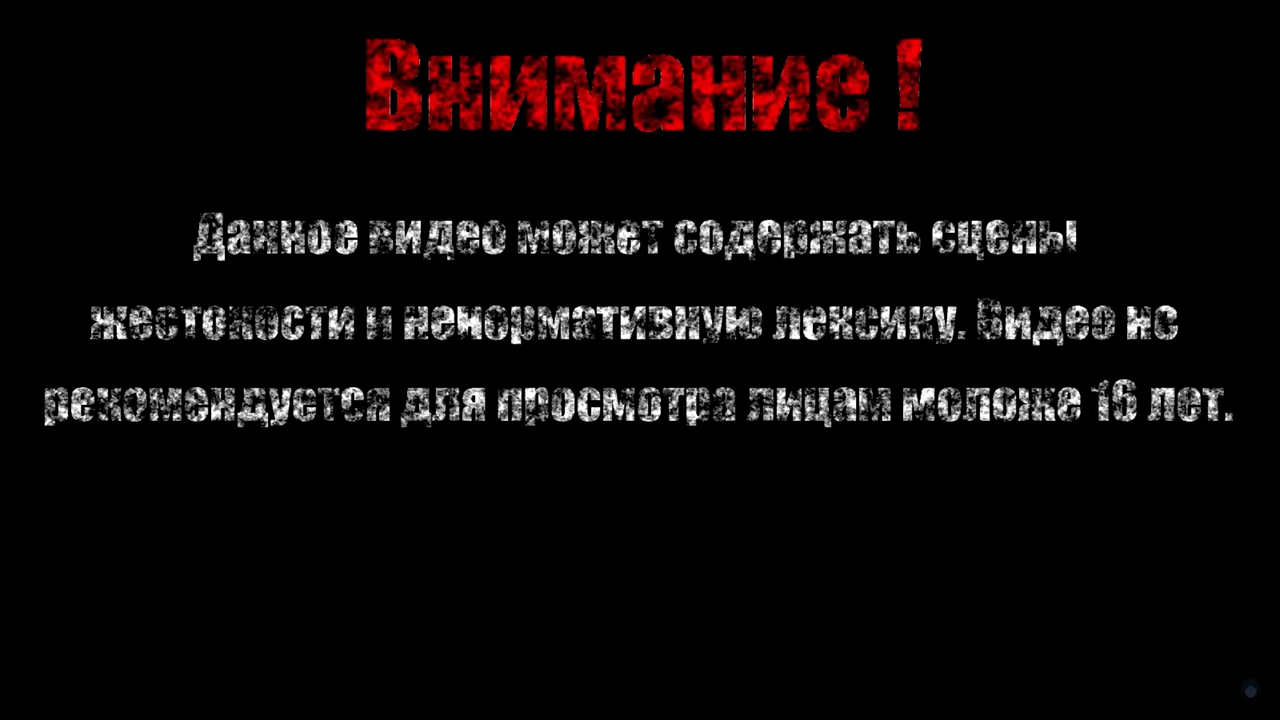 Внимание !
Данное видео может содержать сцены
жестокости и ненормативную лексику. Видео не
рекомендуется для просмотра лицам моложе 16 лет.